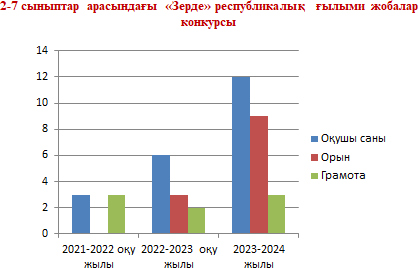 2-7 сыныптар арасындағы «Зерде» республикалық ғылыми жобалар
конкурсы
14
12
10
8
6
4
2
0
2021-2022 оқу
жылы
2022-2023 оқу
жылы
2023-2024
жылы
Оқушы саны
Орын
Грамота